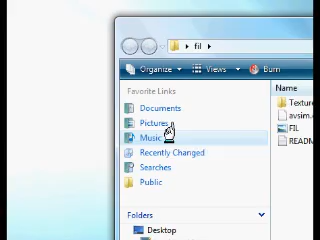 fil
Organize Views Burn
Favorite Links
Documents
Pictures
Music
Recently Changed
Searches
Public
Folders
Desktop
Name
Texture
avsim.
FIL
README